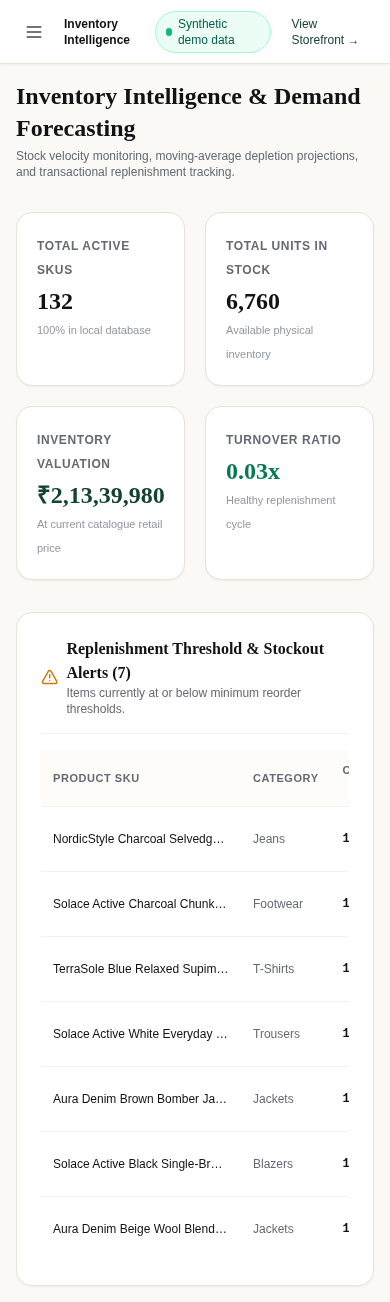 Inventory
Intelligence
Synthetic
demo data
View
Storefront →
Inventory Intelligence & Demand
Forecasting
Stock velocity monitoring, moving-average depletion projections,
and transactional replenishment tracking.
TOTAL ACTIVE
SKUS
132
100% in local database
TOTAL UNITS IN
STOCK
6,760
Available physical
inventory
INVENTORY
VALUATION
₹2,13,39,980
At current catalogue retail
price
TURNOVER RATIO
0.03x
Healthy replenishment
cycle
Replenishment Threshold & Stockout
Alerts (7)
Items currently at or below minimum reorder
thresholds.
PRODUCT SKU CATEGORY
NordicStyle Charcoal Selvedg… Jeans 1
Solace Active Charcoal Chunk… Footwear 1
TerraSole Blue Relaxed Supim… T-Shirts 1
Solace Active White Everyday … Trousers 1
Aura Denim Brown Bomber Ja… Jackets 1
Solace Active Black Single-Br… Blazers 1
Aura Denim Beige Wool Blend… Jackets 1